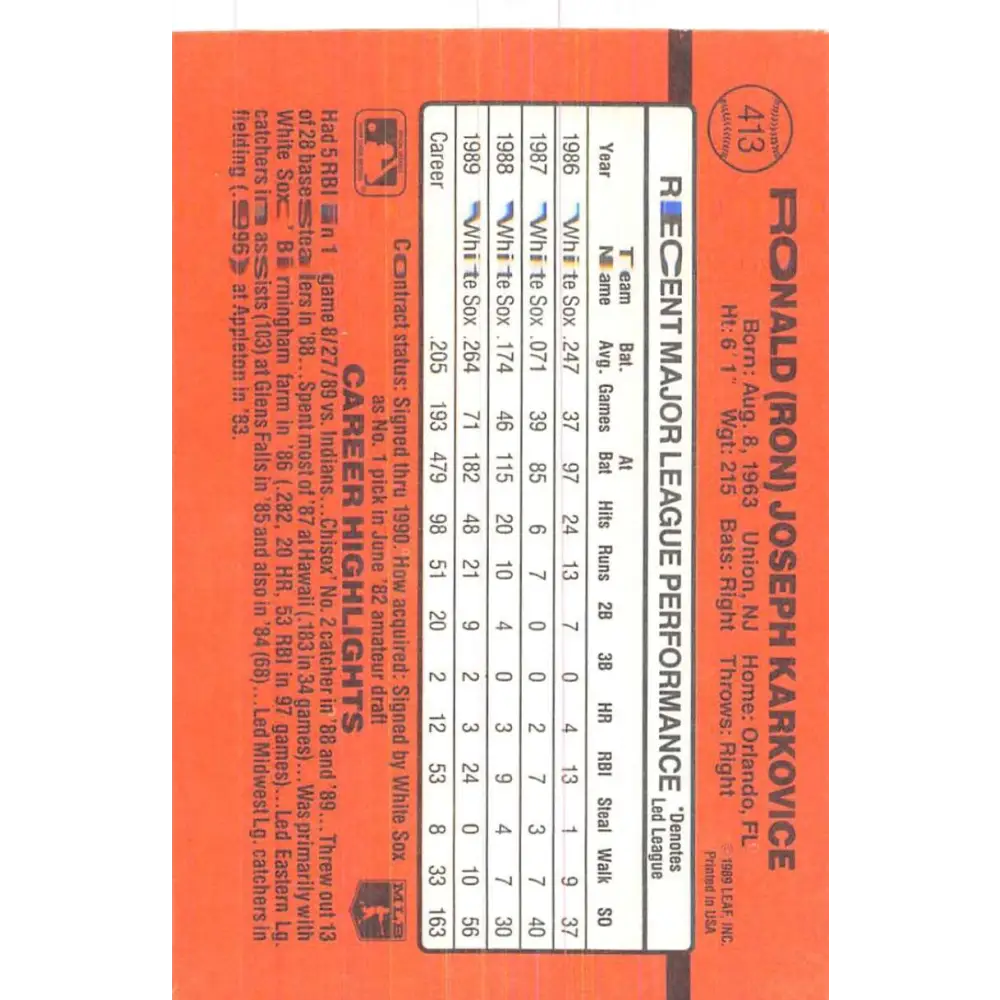 413
RONALD (RON) JOSEPH KARKOVICE
Born: Aug. 8, 1963 Union, NJ Home: Orlando, FL
Ht: 6'1" Wgt: 215 Bats: Right Throws: Right
© 1989 LEAF, INC.
Printed in USA
RECENT MAJOR LEAGUE PERFORMANCE *Denotes Led League
Year Team Name Bat. Avg. Games At Bat Hits Runs 2B 3B HR RBI Steal Walk SO
1986 White Sox .247 37 97 24 13 7 0 4 13 1 9 37
1987 White Sox .071 39 85 6 7 0 0 2 7 3 7 40
1988 White Sox .174 46 115 20 10 4 0 3 9 4 7 30
1989 White Sox .264 71 182 48 21 9 2 3 24 0 10 56
Career .205 193 479 98 51 20 2 12 53 8 33 163
Contract status: Signed thru 1990. How acquired: Signed by White Sox
as No. 1 pick in June '82 amateur draft
MLB
CAREER HIGHLIGHTS
Had 5 RBI in 1 game 8/27/89 vs. Indians...Chisox' No. 2 catcher in '88 and '89...Threw out 13
of 28 base stealers in '88...Spent most of '87 at Hawaii (.183 in 34 games)...Was primarily with
White Sox' Birmingham farm in '86 (.282, 20 HR, 53 RBI in 97 games)...Led Eastern Lg.
catchers in assists (103) at Glens Falls in '85 and also in '84 (68)...Led Midwest Lg. catchers in
fielding (.996) at Appleton in '83.